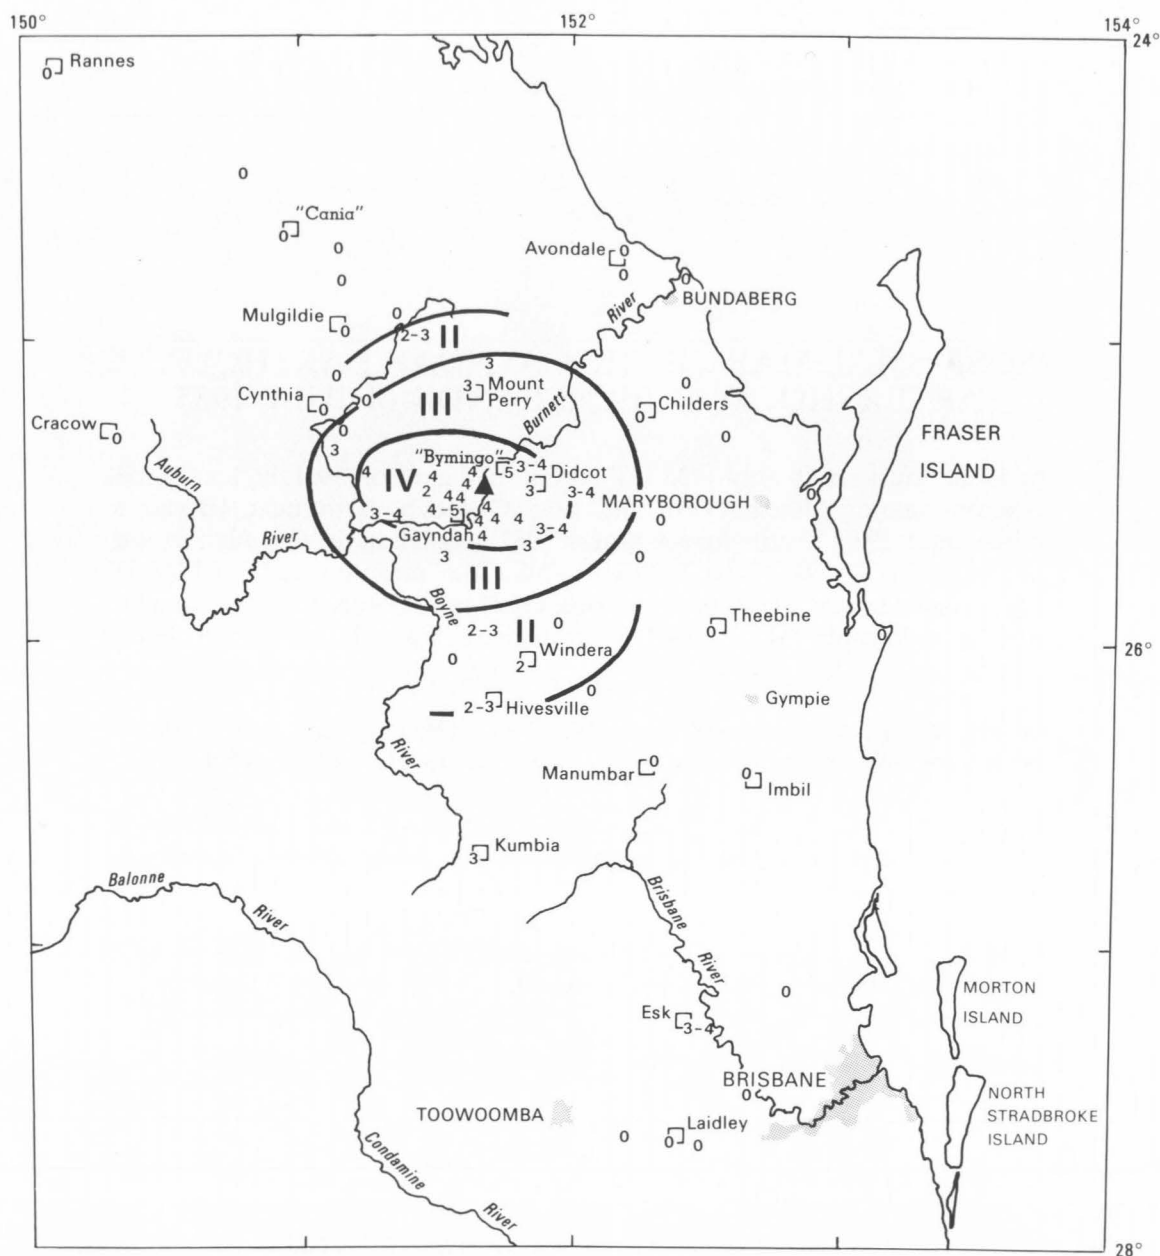 150° 152° 154°
24°
Rannes
0
0
"Cania"
0
0
Avondale 0
0
0
0
BUNDABERG
River
Mulgildie
0
0
2-3 II
3
0
3 Mount
Perry
0
Cynthia
0
0
III
Burnett
0
0 Childers
Cracow
0
0
3
0
FRASER
ISLAND
Auburn
"Bymingo"
5 3-4
Didcot
4
IV
4
4
2
4
4 4
3
3-4
MARYBOROUGH
0
3-4
4-5
4
4
4
4
3-4
0
River
Gayndah
4
3
3
0
III
Boyne
2-3
II
0
Theebine
0
0
26°
0
Windera
2
0
2-3
Hivesville
Gympie
River
Manumbar
0
0
Imbil
Kumbia
3
Balonne
River
Brisbane
River
0
MORTON
ISLAND
Esk
3-4
BRISBANE
0
NORTH
STRADBROKE
ISLAND
TOOWOOMBA
Laidley
0
0 0
Condamine
River
28°